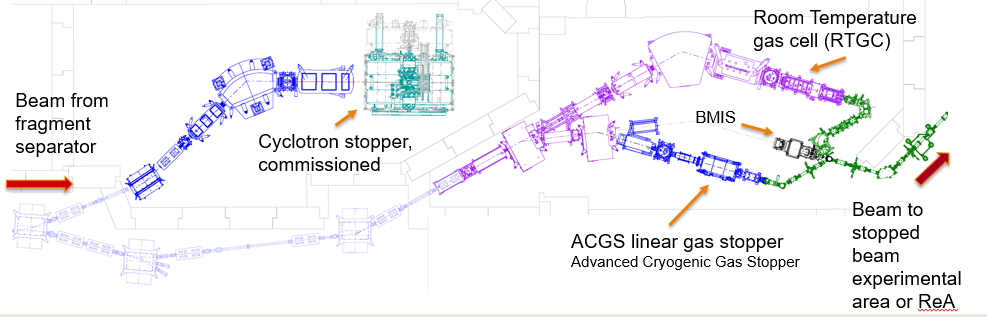 Beam from
fragment
separator
Cyclotron stopper,
commissioned
Room Temperature
gas cell (RTGC)
BMIS
ACGS linear gas stopper
Advanced Cryogenic Gas Stopper
Beam to
stopped
beam
experimental
area or ReA